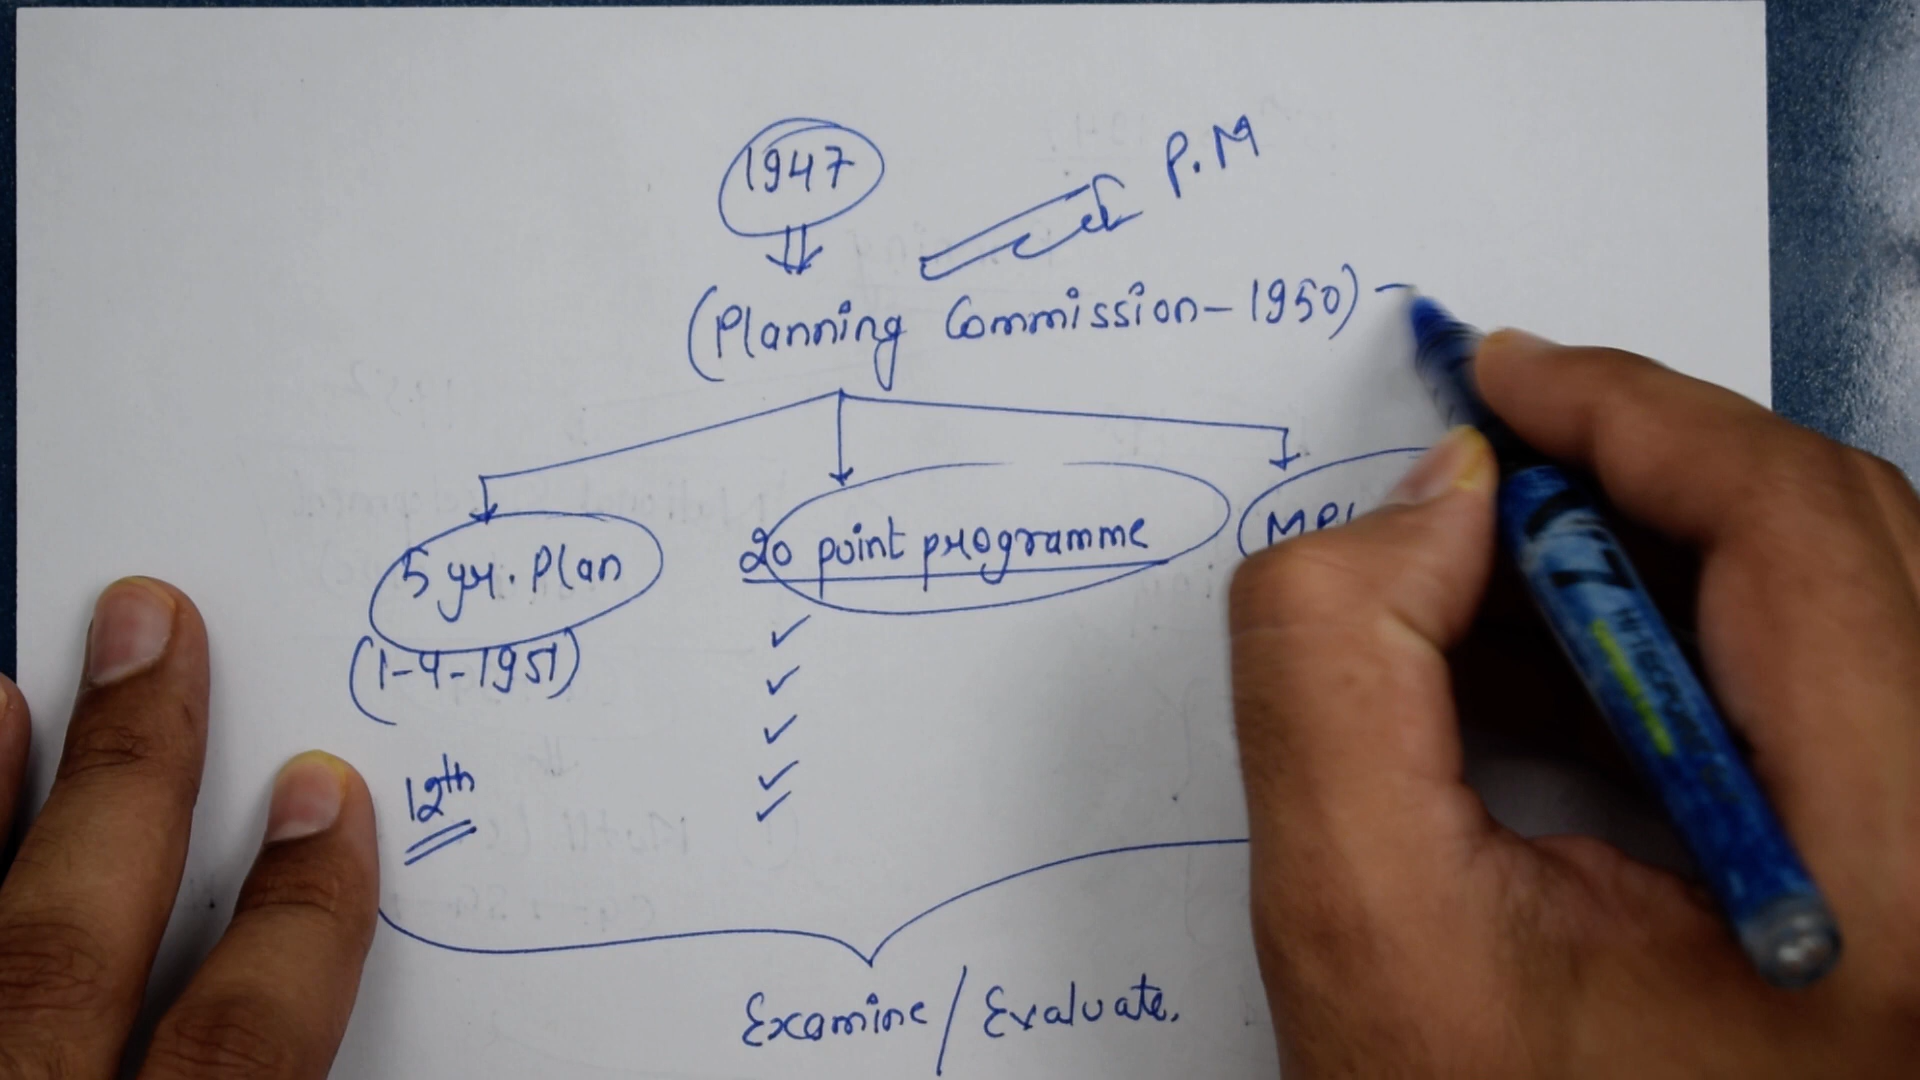 1947
P.M
(Planning Commission - 1950) -
5 yr. Plan
20 point programme
(1-4-1951)
12th
Examine / Evaluate.